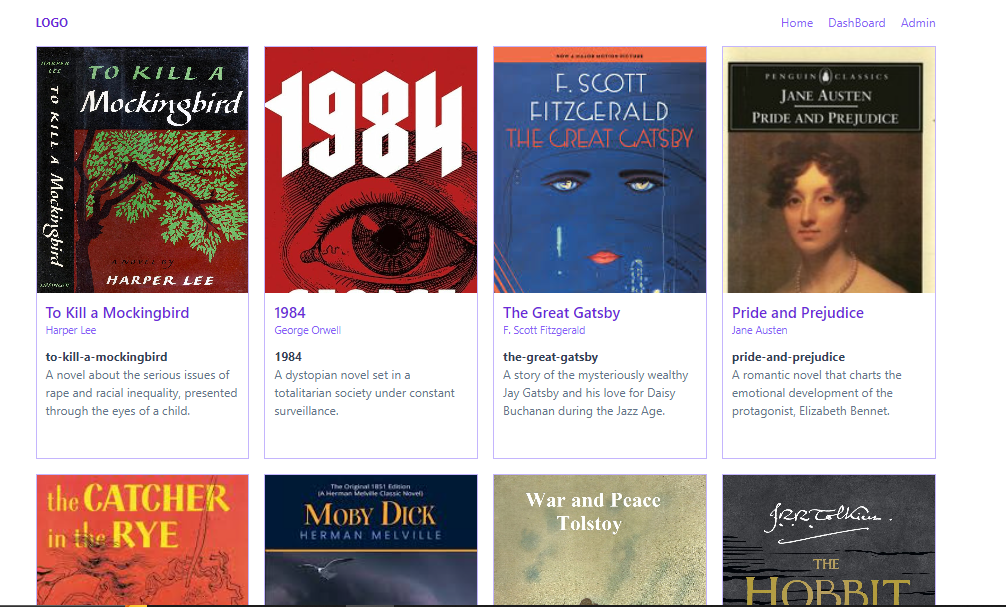 LOGO
Home DashBoard Admin
HARPER
LEE
TO KILL A
Mockingbird
TO KILL A Mockingbird
A NOVEL BY
HARPER LEE
1984
GEORGE
NOW A MAJOR MOTION PICTURE
F. SCOTT
FITZGERALD
THE GREAT GATSBY
PENGUIN CLASSICS
JANE AUSTEN
PRIDE AND PREJUDICE
To Kill a Mockingbird
Harper Lee
to-kill-a-mockingbird
A novel about the serious issues of
rape and racial inequality, presented
through the eyes of a child.
1984
George Orwell
1984
A dystopian novel set in a
totalitarian society under constant
surveillance.
The Great Gatsby
F. Scott Fitzgerald
the-great-gatsby
A story of the mysteriously wealthy
Jay Gatsby and his love for Daisy
Buchanan during the Jazz Age.
Pride and Prejudice
Jane Austen
pride-and-prejudice
A romantic novel that charts the
emotional development of the
protagonist, Elizabeth Bennet.
the CATCHER
in the RYE
The Original 1851 Edition
(A Herman Melville Classic Novel)
MOBY DICK
HERMAN MELVILLE
War and Peace
Tolstoy
J.R.R. Tolkien.
THE
HOBBIT